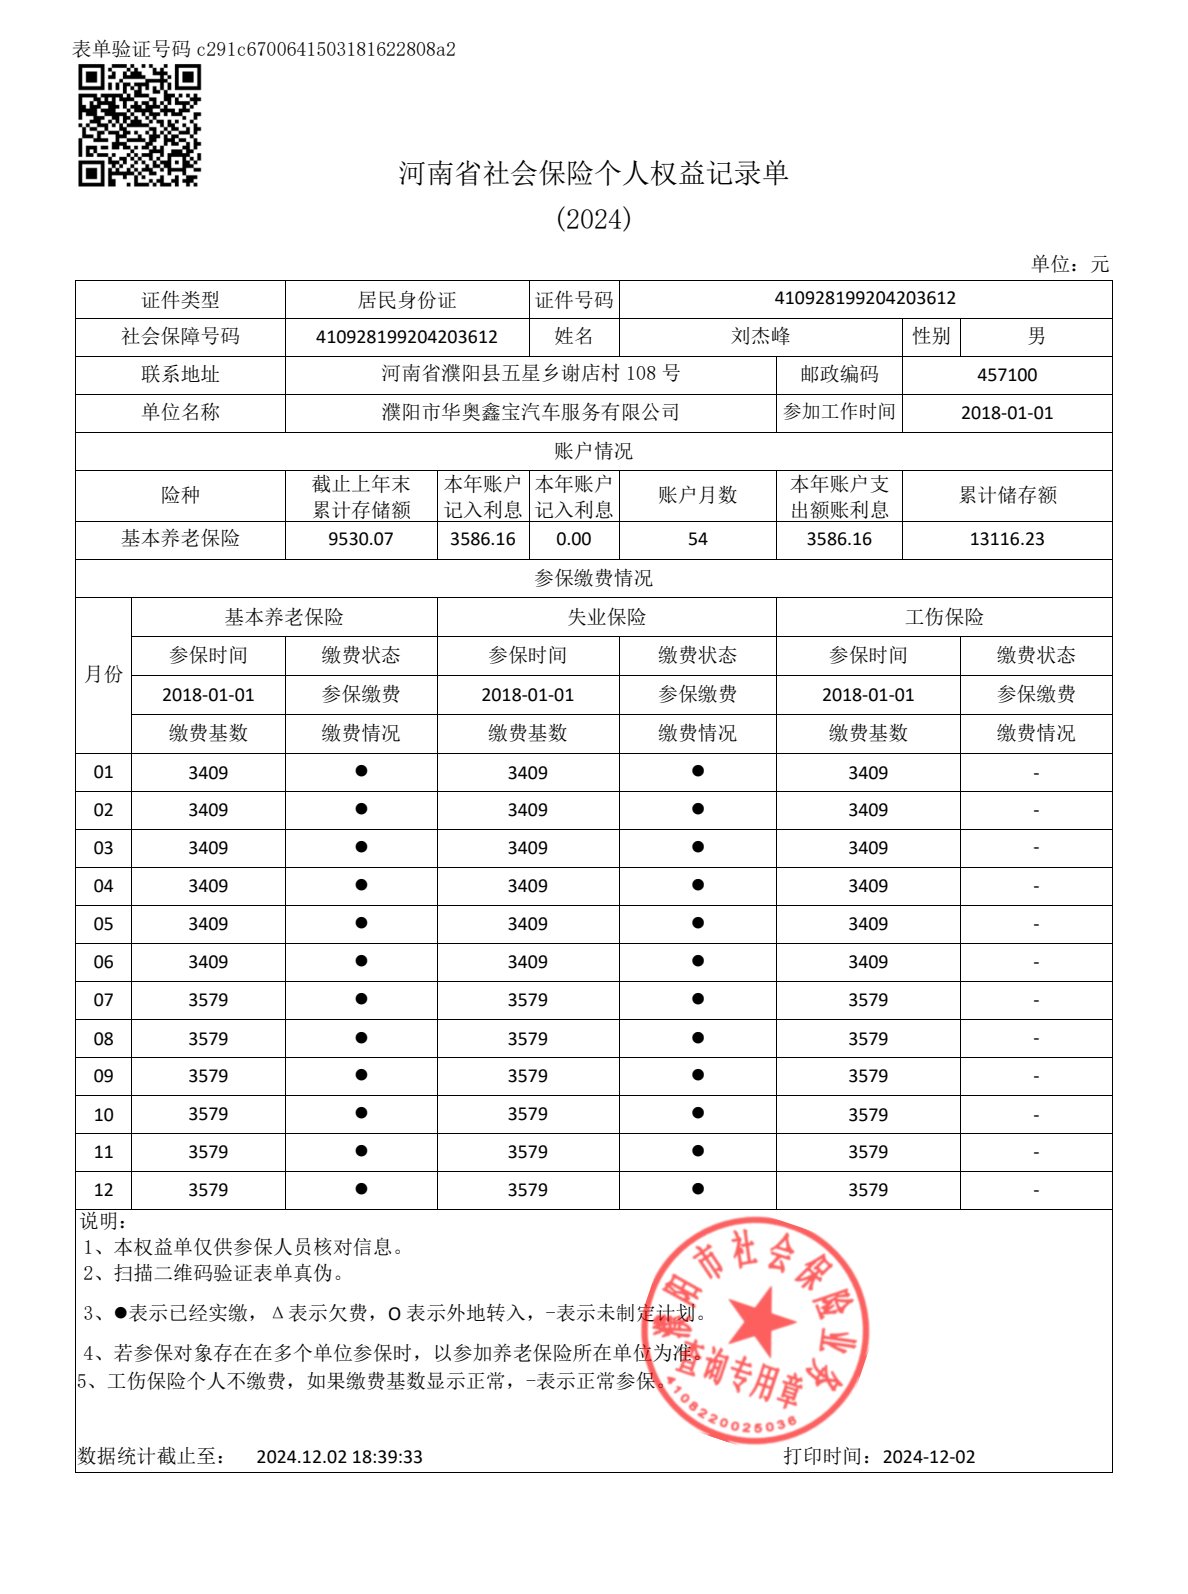 表单验证号码 c291c6700641503181622808a2
河南省社会保险个人权益记录单
(2024)
单位：元
证件类型 居民身份证 证件号码 410928199204203612
社会保障号码 410928199204203612 姓名 刘杰峰 性别 男
联系地址 河南省濮阳县五星乡谢店村 108 号 邮政编码 457100
单位名称 濮阳市华奥鑫宝汽车服务有限公司 参加工作时间 2018-01-01
账户情况
险种 截止上年末累计存储额 本年账户记入利息 本年账户记入利息 账户月数 本年账户支出额账利息 累计储存额
基本养老保险 9530.07 3586.16 0.00 54 3586.16 13116.23
参保缴费情况
月份 基本养老保险 失业保险 工伤保险
参保时间 缴费状态 参保时间 缴费状态 参保时间 缴费状态
2018-01-01 参保缴费 2018-01-01 参保缴费 2018-01-01 参保缴费
缴费基数 缴费情况 缴费基数 缴费情况 缴费基数 缴费情况
01 3409 ● 3409 ● 3409 -
02 3409 ● 3409 ● 3409 -
03 3409 ● 3409 ● 3409 -
04 3409 ● 3409 ● 3409 -
05 3409 ● 3409 ● 3409 -
06 3409 ● 3409 ● 3409 -
07 3579 ● 3579 ● 3579 -
08 3579 ● 3579 ● 3579 -
09 3579 ● 3579 ● 3579 -
10 3579 ● 3579 ● 3579 -
11 3579 ● 3579 ● 3579 -
12 3579 ● 3579 ● 3579 -
说明：
1、本权益单仅供参保人员核对信息。
2、扫描二维码验证表单真伪。
3、●表示已经实缴，Δ表示欠费，O 表示外地转入，-表示未制定计划。
4、若参保对象存在在多个单位参保时，以参加养老保险所在单位为准。
5、工伤保险个人不缴费，如果缴费基数显示正常，-表示正常参保。
濮阳市社会保险业政
查询专用章
4108220025036
数据统计截止至： 2024.12.02 18:39:33 打印时间：2024-12-02